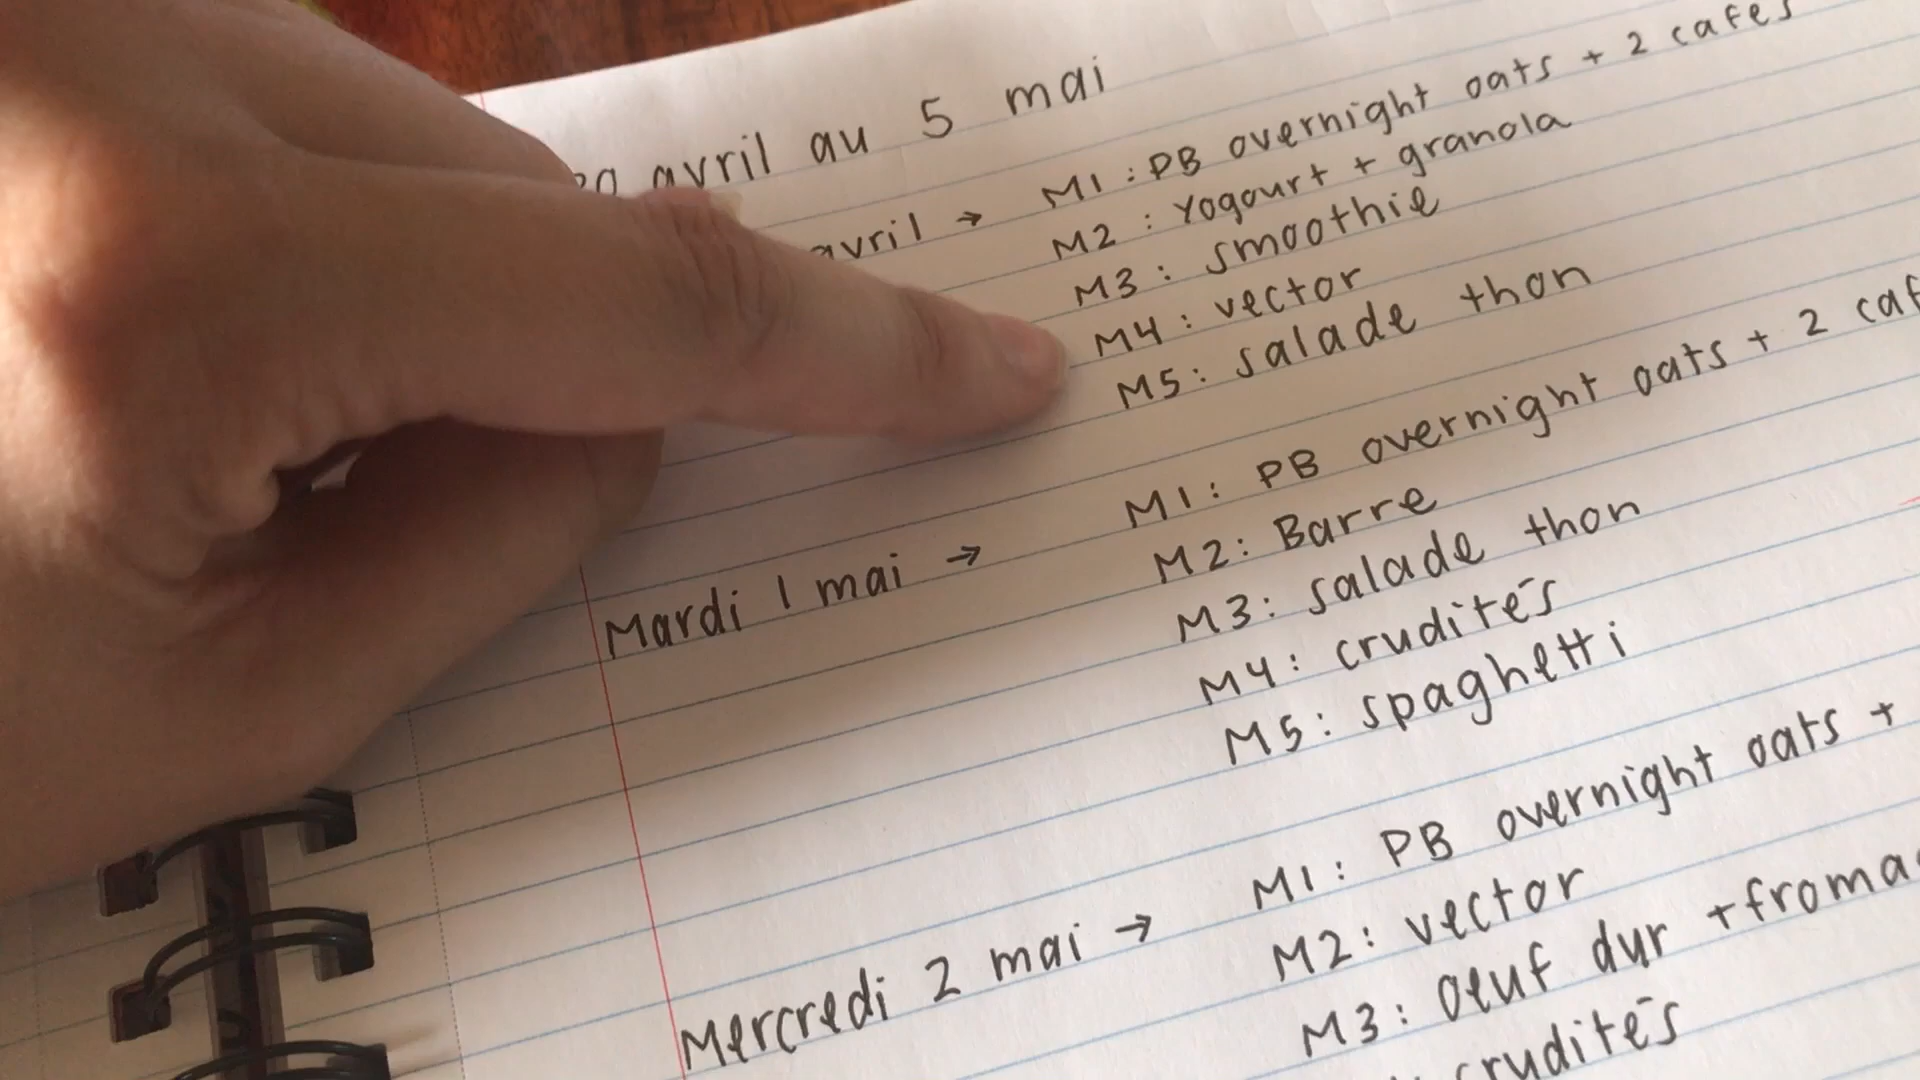 avril au 5 mai
avril → M1 : PB overnight oats + 2 cafés
M2 : Yogourt + granola
M3 : smoothie
M4 : vector
M5 : salade thon
Mardi 1 mai → M1 : PB overnight oats + 2 caf
M2 : Barre
M3 : salade thon
M4 : crudités
M5 : spaghetti
Mercredi 2 mai → M1 : PB overnight oats +
M2 : vector
M3 : oeuf dur + froma
crudités